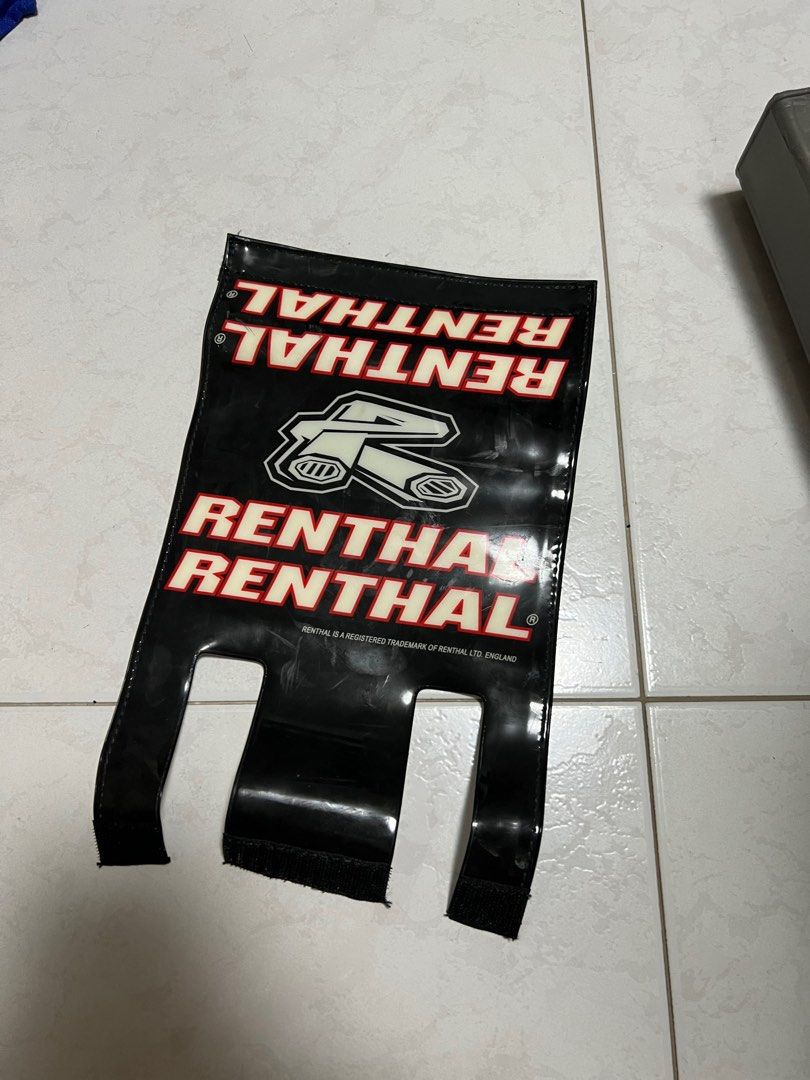 RENTHAL®
RENTHAL®
R
RENTHAL
RENTHAL®
RENTHAL IS A REGISTERED TRADEMARK OF RENTHAL LTD. ENGLAND